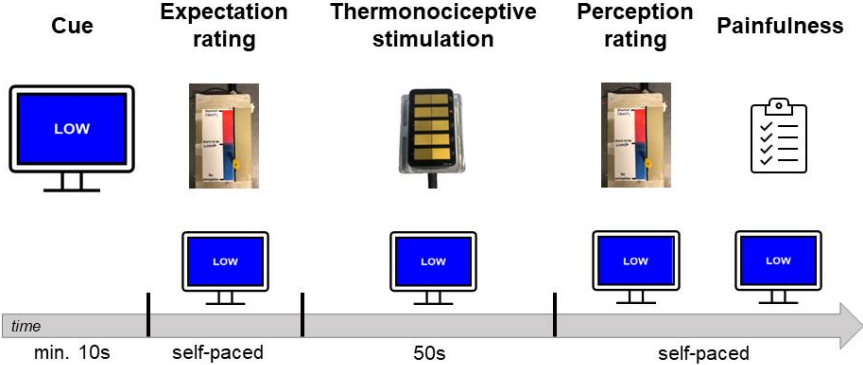 Cue
Expectation
rating
Thermonociceptive
stimulation
Perception
rating
Painfulness
LOW
LOW
LOW
LOW
LOW
time
min. 10s
self-paced
50s
self-paced